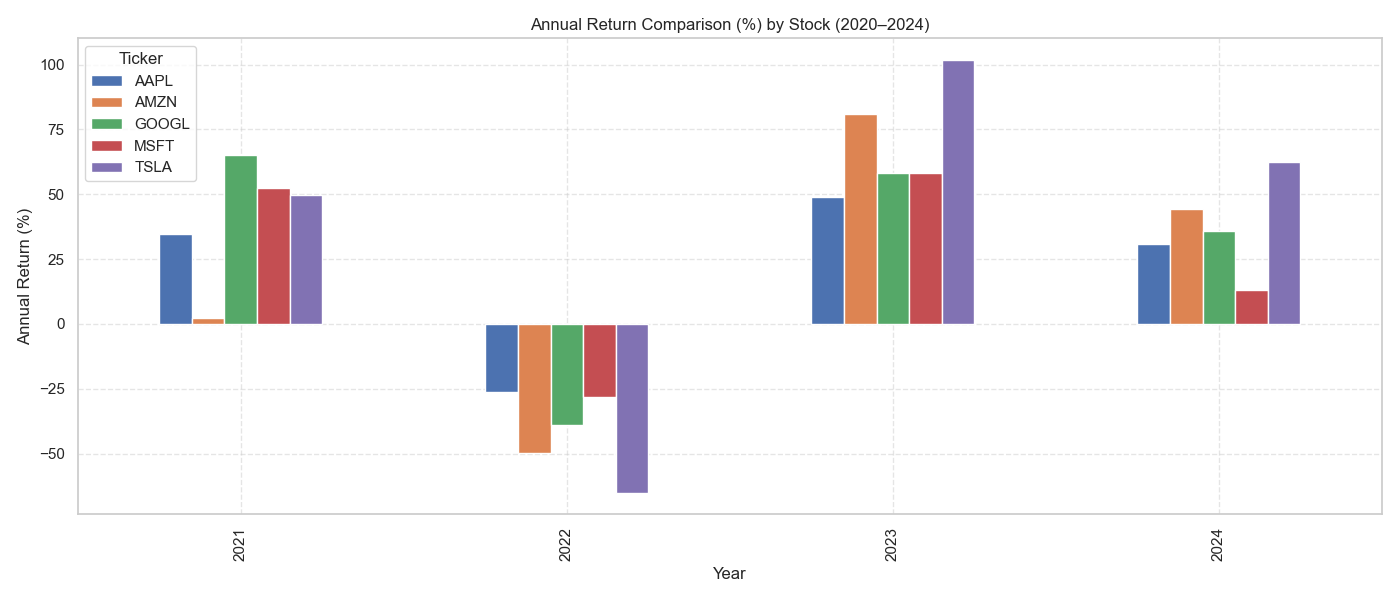 Annual Return Comparison (%) by Stock (2020–2024)
Ticker
AAPL
AMZN
GOOGL
MSFT
TSLA
Annual Return (%)
100
75
50
25
0
−25
−50
2021
2022
2023
2024
Year